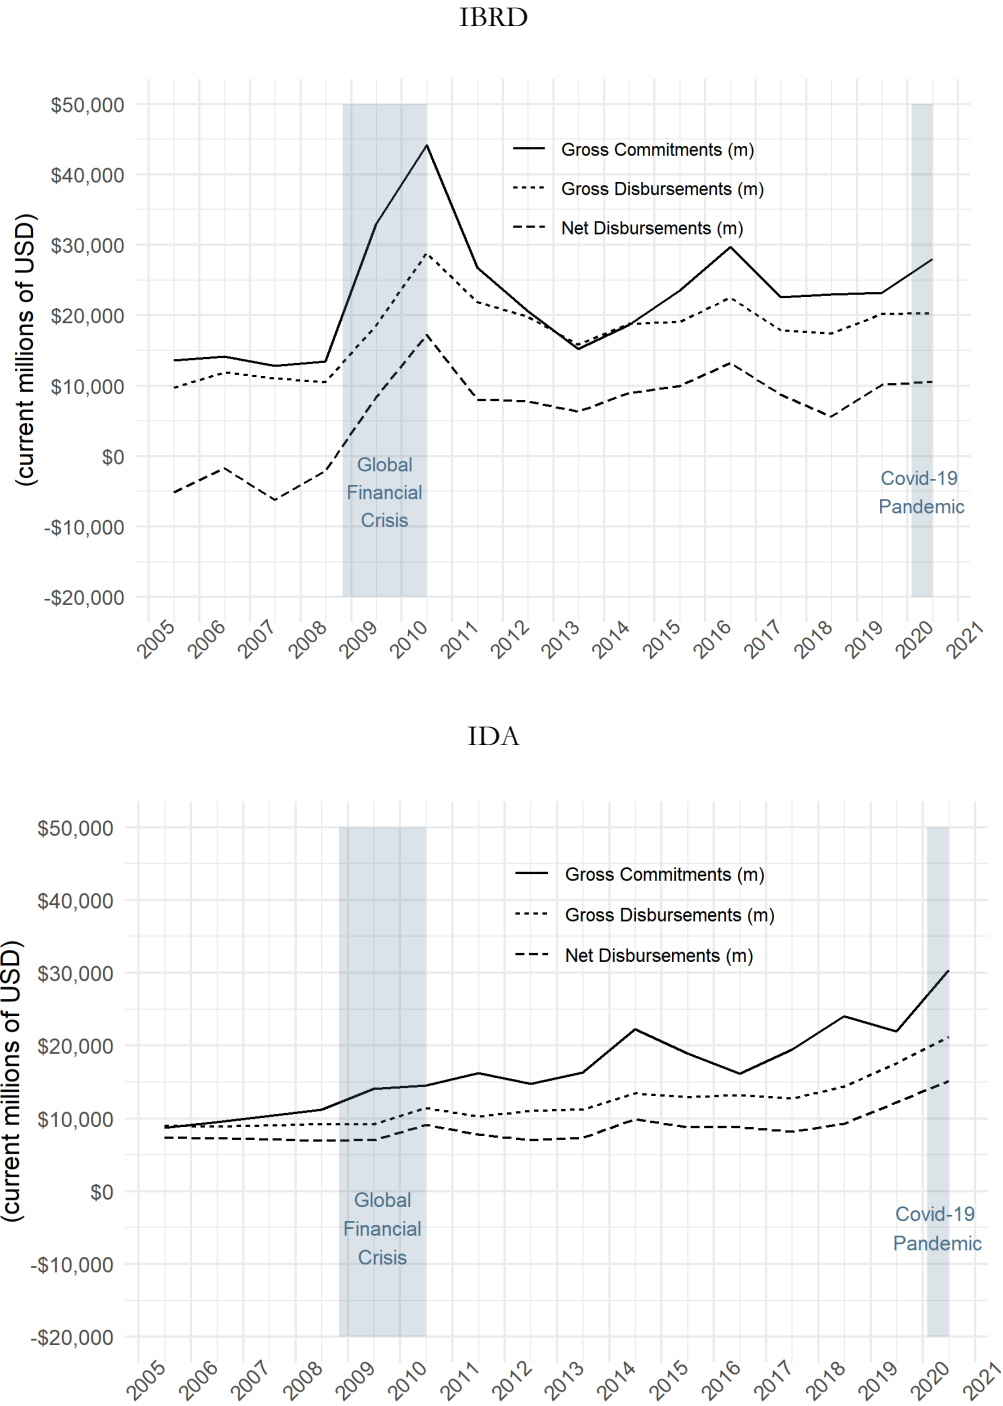 IBRD
$50,000
$40,000
$30,000
$20,000
$10,000
$0
-$10,000
-$20,000
(current millions of USD)
Gross Commitments (m)
Gross Disbursements (m)
Net Disbursements (m)
Global
Financial
Crisis
Covid-19
Pandemic
2005 2006 2007 2008 2009 2010 2011 2012 2013 2014 2015 2016 2017 2018 2019 2020 2021
IDA
$50,000
$40,000
$30,000
$20,000
$10,000
$0
-$10,000
-$20,000
(current millions of USD)
Gross Commitments (m)
Gross Disbursements (m)
Net Disbursements (m)
Global
Financial
Crisis
Covid-19
Pandemic
2005 2006 2007 2008 2009 2010 2011 2012 2013 2014 2015 2016 2017 2018 2019 2020 2021